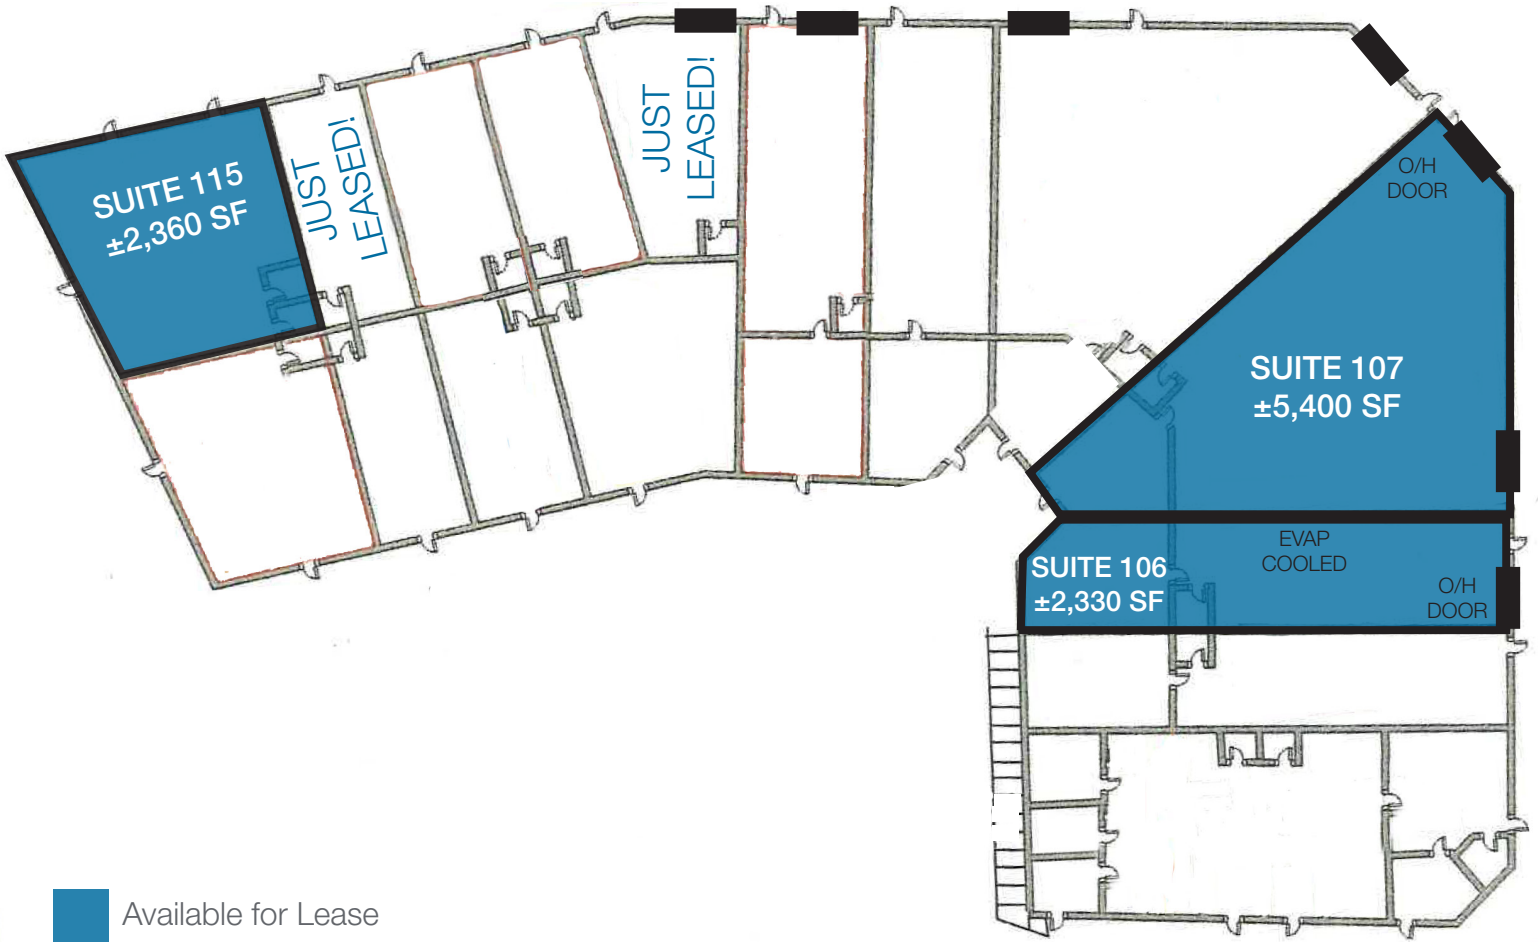 SUITE 115
±2,360 SF
JUST
LEASED!
JUST
LEASED!
O/H
DOOR
SUITE 107
±5,400 SF
EVAP
COOLED
SUITE 106
±2,330 SF
O/H
DOOR
Available for Lease